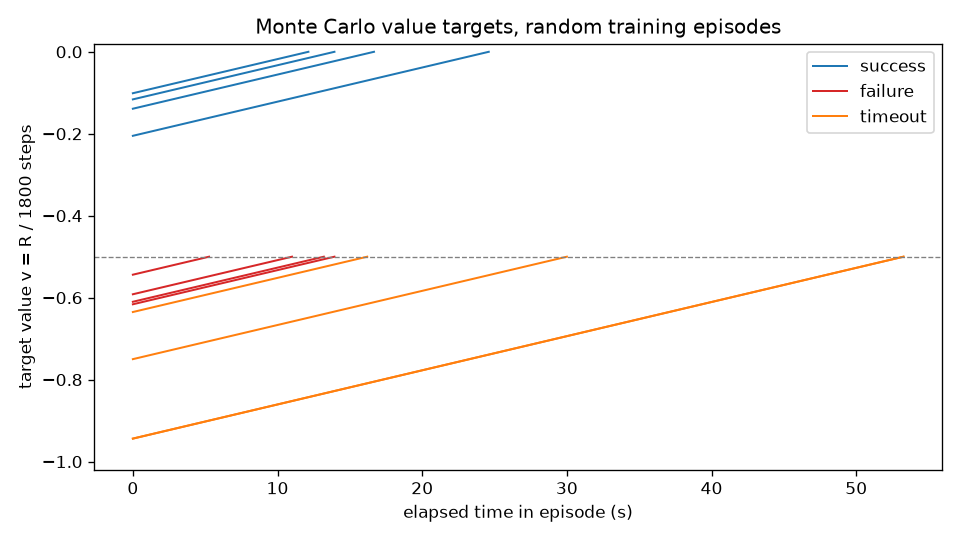 Monte Carlo value targets, random training episodes
success
failure
timeout
target value v = R / 1800 steps
0.0
−0.2
−0.4
−0.6
−0.8
−1.0
0
10
20
30
40
50
elapsed time in episode (s)